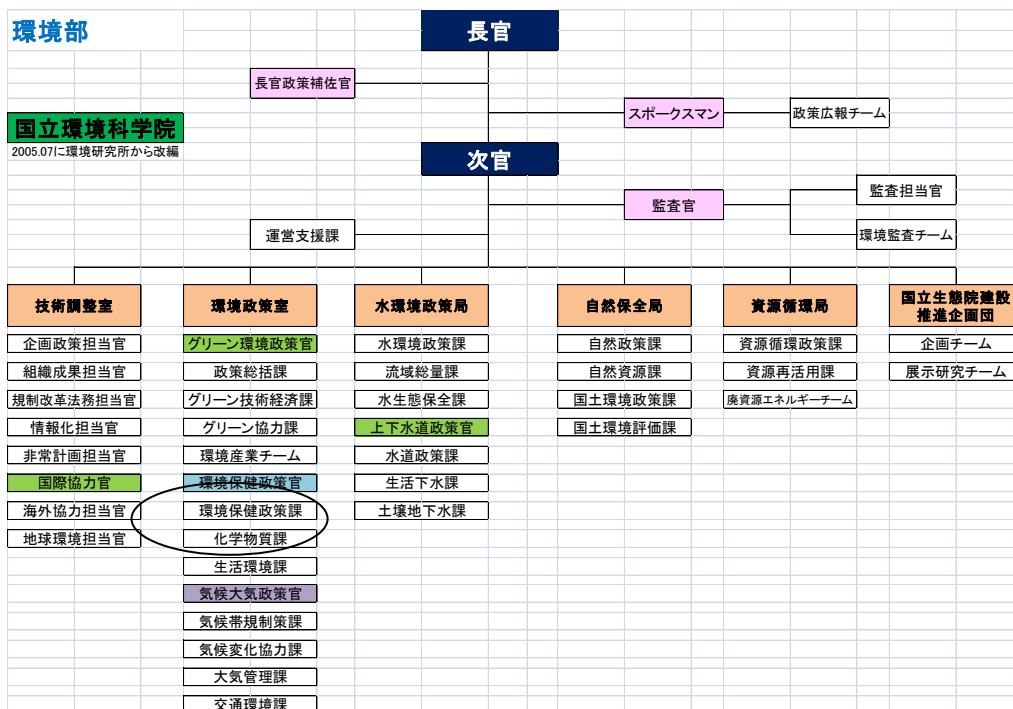 環境部
長官
長官政策補佐官
スポークスマン
政策広報チーム
国立環境科学院
2005.07に環境研究所から改編
次官
監査官
監査担当官
環境監査チーム
運営支援課
技術調整室
企画政策担当官
組織成果担当官
規制改革法務担当官
情報化担当官
非常計画担当官
国際協力官
海外協力担当官
地球環境担当官
環境政策室
グリーン環境政策官
政策総括課
グリーン技術経済課
グリーン協力課
環境産業チーム
環境保健政策官
環境保健政策課
化学物質課
生活環境課
気候大気政策官
気候帯規制策課
気候変化協力課
大気管理課
交通環境課
水環境政策局
水環境政策課
流域総量課
水生態保全課
上下水道政策官
水道政策課
生活下水課
土壌地下水課
自然保全局
自然政策課
自然資源課
国土環境政策課
国土環境評価課
資源循環局
資源循環政策課
資源再活用課
廃資源エネルギーチーム
国立生態院建設
推進企画団
企画チーム
展示研究チーム